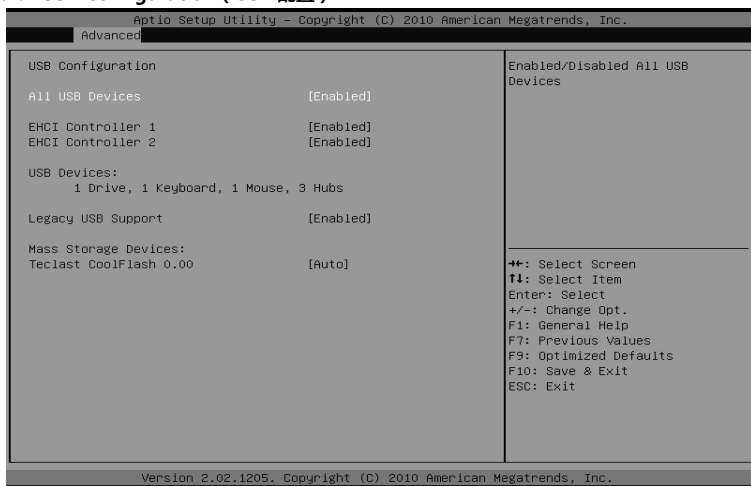 Aptio Setup Utility – Copyright (C) 2010 American Megatrends, Inc.
Advanced
USB Configuration
All USB Devices [Enabled]
EHCI Controller 1 [Enabled]
EHCI Controller 2 [Enabled]
USB Devices:
1 Drive, 1 Keyboard, 1 Mouse, 3 Hubs
Legacy USB Support [Enabled]
Mass Storage Devices:
Teclast CoolFlash 0.00 [Auto]
Enabled/Disabled All USB
Devices
→←: Select Screen
↑↓: Select Item
Enter: Select
+/-: Change Opt.
F1: General Help
F7: Previous Values
F9: Optimized Defaults
F10: Save & Exit
ESC: Exit
Version 2.02.1205. Copyright (C) 2010 American Megatrends, Inc.